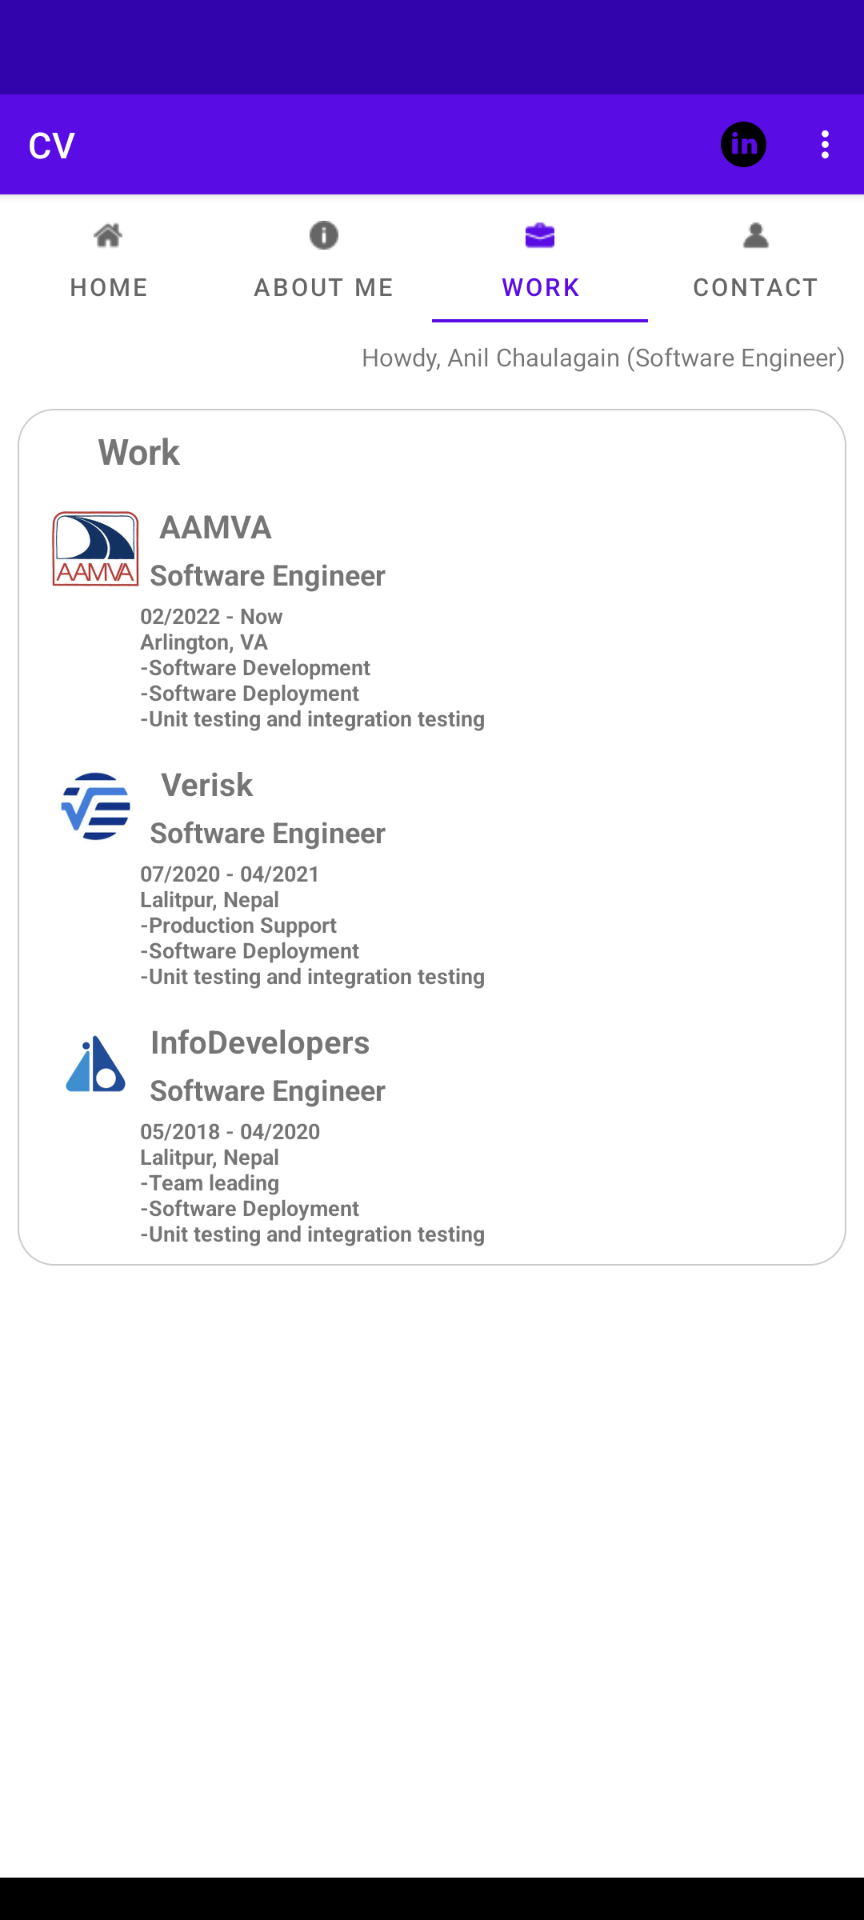 CV
in
HOME
ABOUT ME
WORK
CONTACT
Howdy, Anil Chaulagain (Software Engineer)
Work
AAMVA
AAMVA
Software Engineer
02/2022 - Now
Arlington, VA
-Software Development
-Software Deployment
-Unit testing and integration testing
Verisk
Software Engineer
07/2020 - 04/2021
Lalitpur, Nepal
-Production Support
-Software Deployment
-Unit testing and integration testing
InfoDevelopers
Software Engineer
05/2018 - 04/2020
Lalitpur, Nepal
-Team leading
-Software Deployment
-Unit testing and integration testing